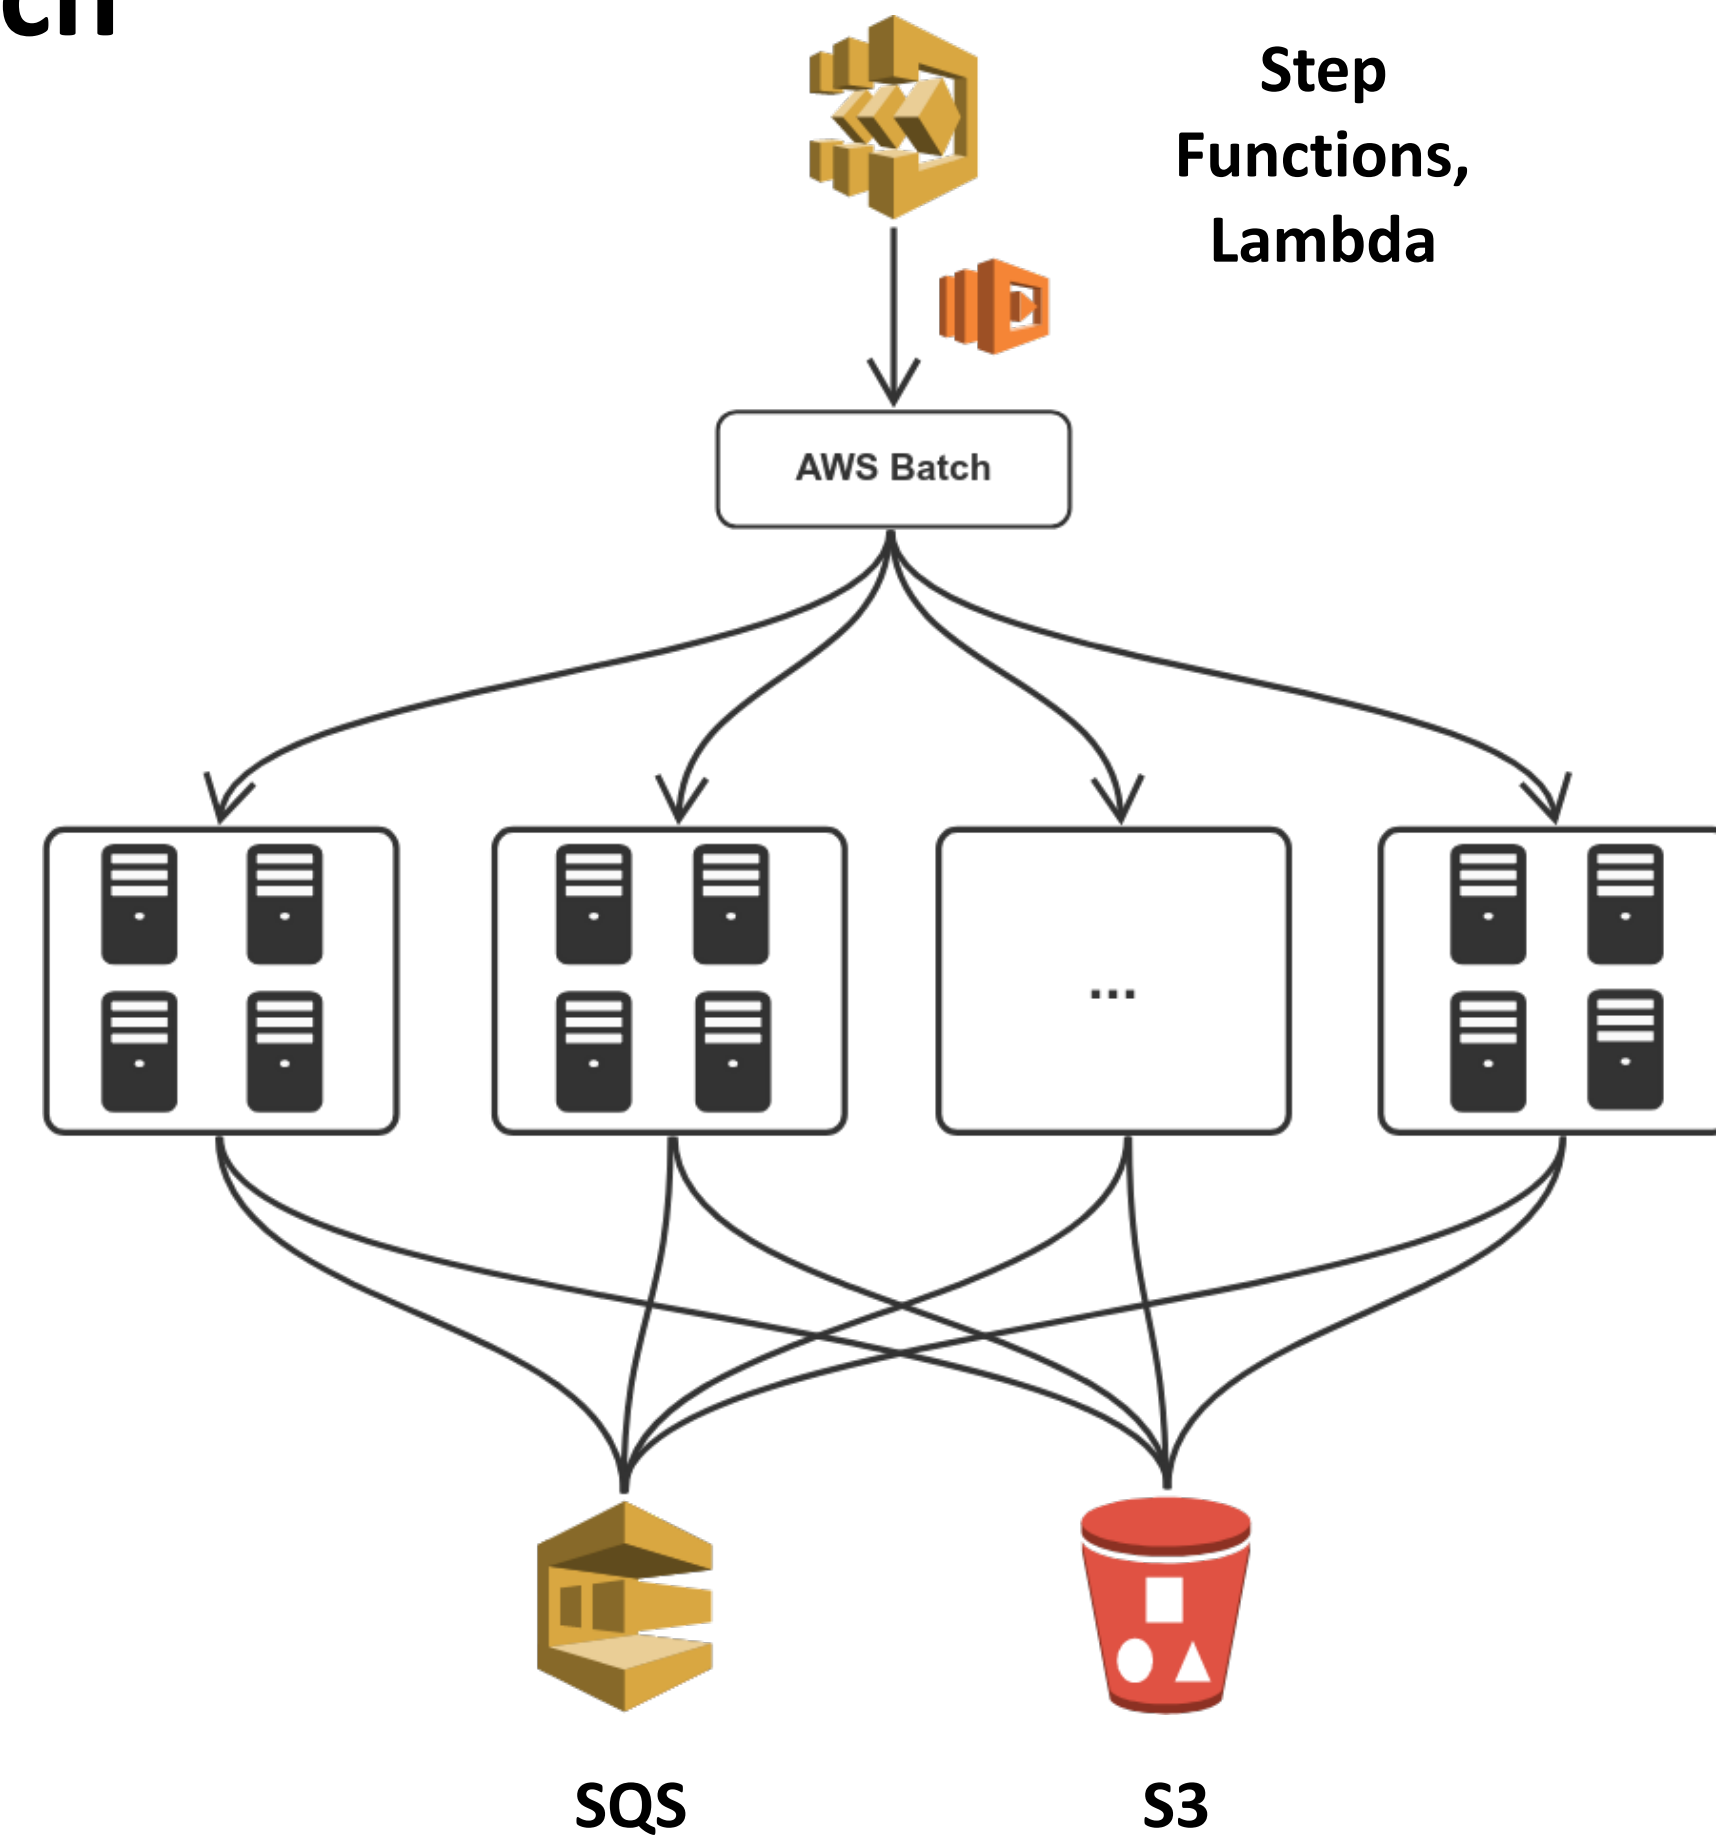 Step
Functions,
Lambda
AWS Batch
...
SQS
S3